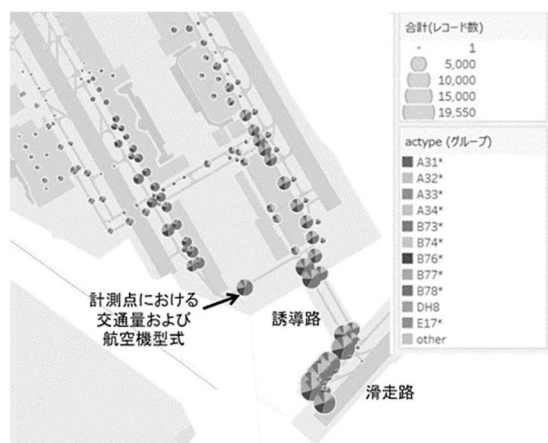 合計(レコード数)
1
5,000
10,000
15,000
19,550
actype (グループ)
A31*
A32*
A33*
A34*
B73*
B74*
B76*
B77*
B78*
DH8
E17*
other
計測点における
交通量および
航空機型式
誘導路
滑走路